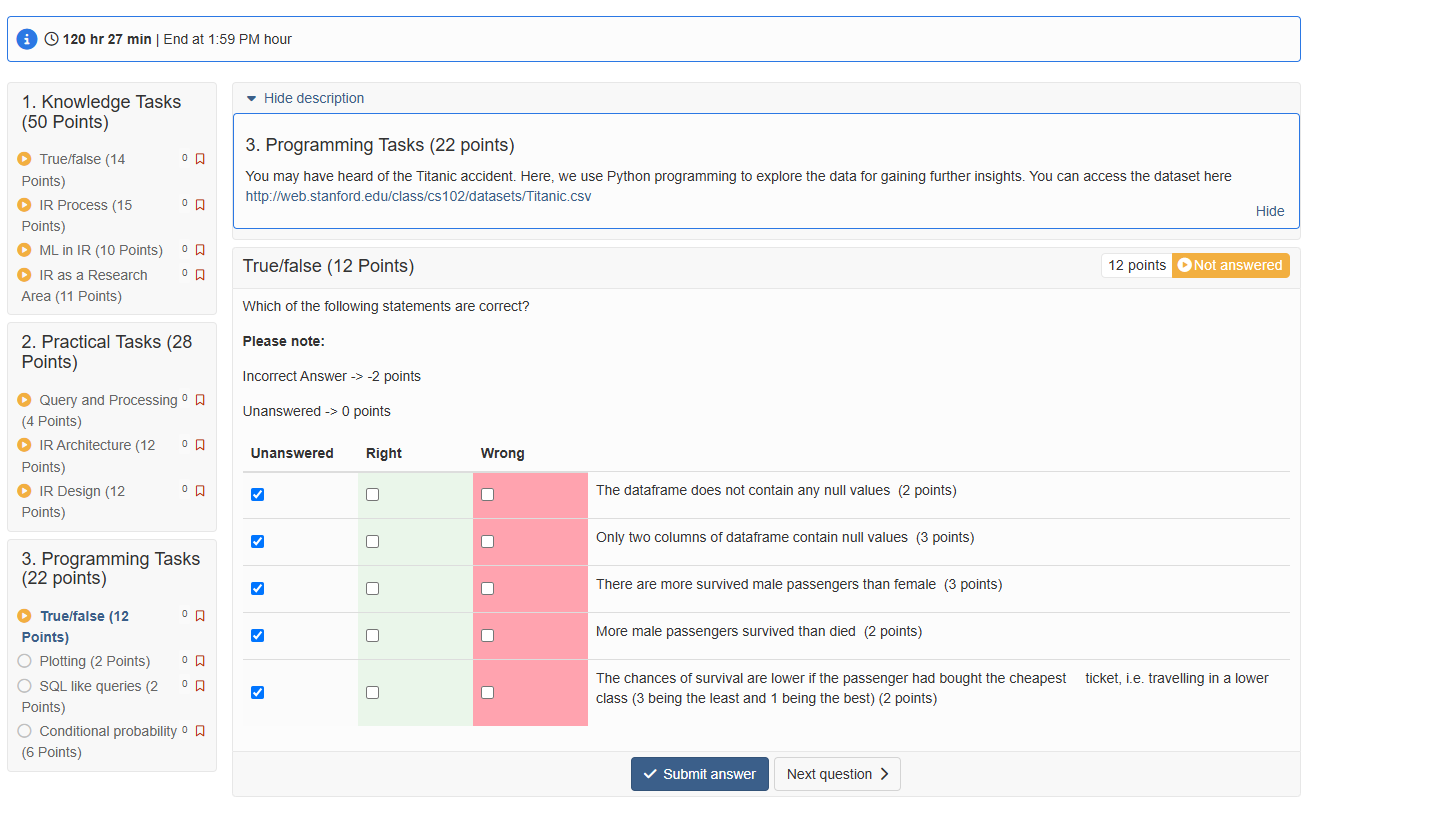 120 hr 27 min | End at 1:59 PM hour
1. Knowledge Tasks
(50 Points)
True/false (14 0
Points)
IR Process (15 0
Points)
ML in IR (10 Points) 0
IR as a Research 0
Area (11 Points)
2. Practical Tasks (28
Points)
Query and Processing 0
(4 Points)
IR Architecture (12 0
Points)
IR Design (12 0
Points)
3. Programming Tasks
(22 points)
True/false (12 0
Points)
Plotting (2 Points) 0
SQL like queries (2 0
Points)
Conditional probability 0
(6 Points)
Hide description
3. Programming Tasks (22 points)
You may have heard of the Titanic accident. Here, we use Python programming to explore the data for gaining further insights. You can access the dataset here
http://web.stanford.edu/class/cs102/datasets/Titanic.csv
Hide
True/false (12 Points) 12 points Not answered
Which of the following statements are correct?
Please note:
Incorrect Answer -> -2 points
Unanswered -> 0 points
Unanswered Right Wrong
The dataframe does not contain any null values (2 points)
Only two columns of dataframe contain null values (3 points)
There are more survived male passengers than female (3 points)
More male passengers survived than died (2 points)
The chances of survival are lower if the passenger had bought the cheapest ticket, i.e. travelling in a lower
class (3 being the least and 1 being the best) (2 points)
Submit answer Next question